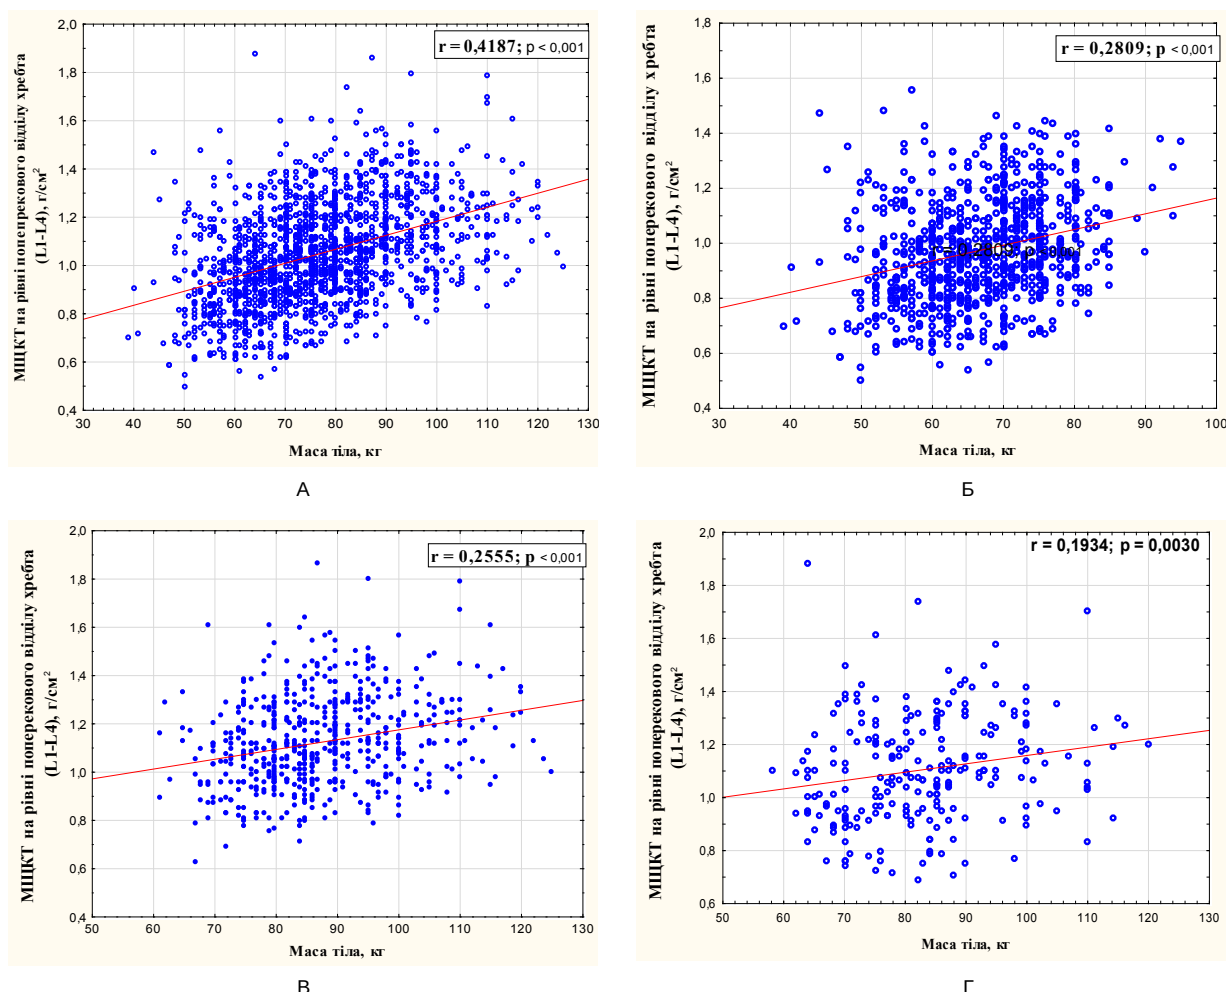 r = 0,4187; p < 0,001
МЩКТ на рівні поперекового відділу хребта
(L1-L4), г/см²
2,0
1,8
1,6
1,4
1,2
1,0
0,8
0,6
0,4
30 40 50 60 70 80 90 100 110 120 130
Маса тіла, кг
А
r = 0,2809; p < 0,001
МЩКТ на рівні поперекового відділу хребта
(L1-L4), г/см²
1,8
1,6
1,4
1,2
1,0
0,8
0,6
0,4
30 40 50 60 70 80 90 100
Маса тіла, кг
Б
r = 0,2555; p < 0,001
МЩКТ на рівні поперекового відділу хребта
(L1-L4), г/см²
2,0
1,8
1,6
1,4
1,2
1,0
0,8
0,6
0,4
50 60 70 80 90 100 110 120 130
Маса тіла, кг
В
r = 0,1934; p = 0,0030
МЩКТ на рівні поперекового відділу хребта
(L1-L4), г/см²
2,0
1,8
1,6
1,4
1,2
1,0
0,8
0,6
50 60 70 80 90 100 110 120 130
Маса тіла, кг
Г